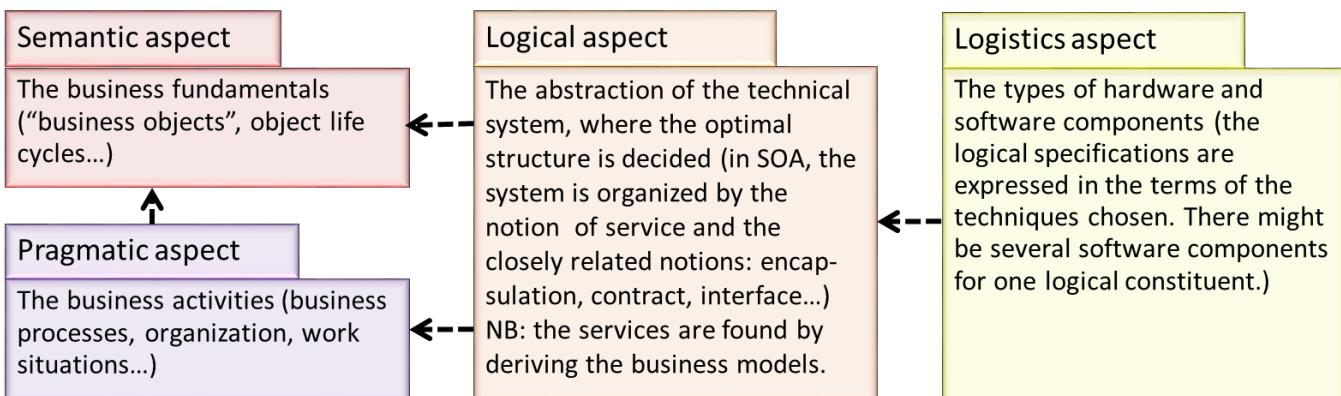 Semantic aspect
The business fundamentals
(“business objects”, object life
cycles…)
Pragmatic aspect
The business activities (business
processes, organization, work
situations…)
Logical aspect
The abstraction of the technical
system, where the optimal
structure is decided (in SOA, the
system is organized by the
notion of service and the
closely related notions: encap-
sulation, contract, interface…)
NB: the services are found by
deriving the business models.
Logistics aspect
The types of hardware and
software components (the
logical specifications are
expressed in the terms of the
techniques chosen. There might
be several software components
for one logical constituent.)